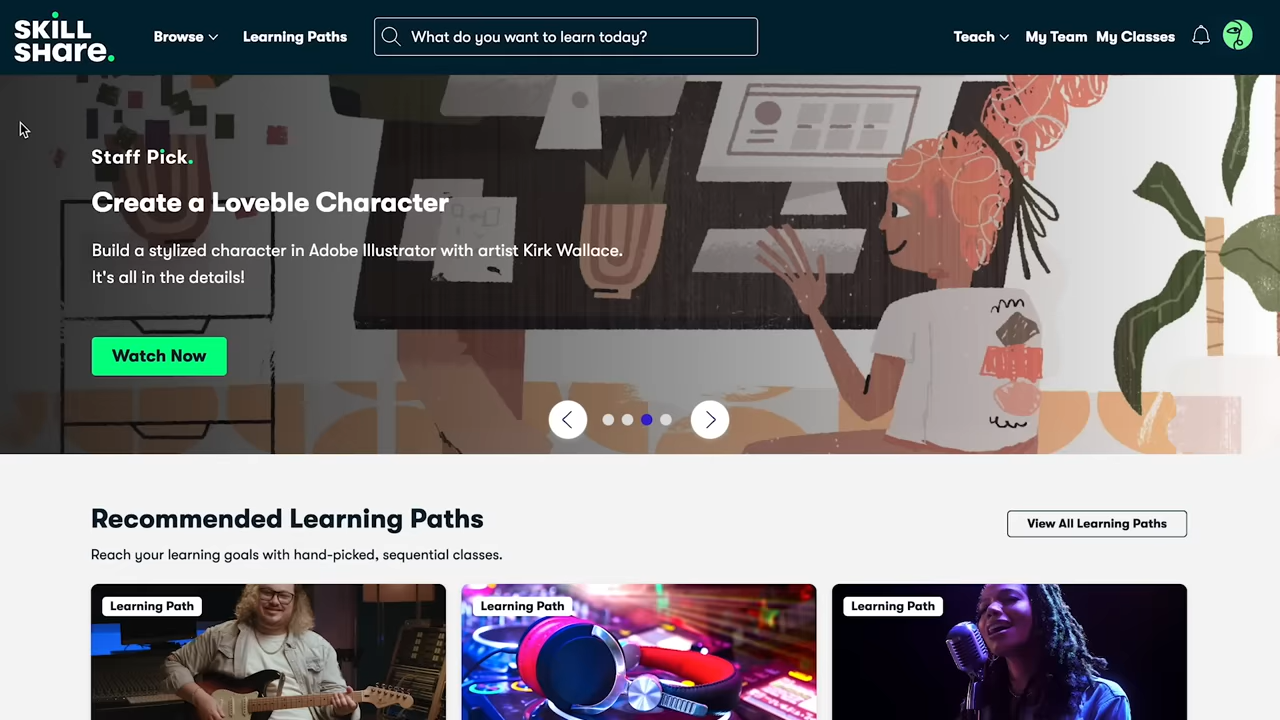 SKiLL
SHare.
Browse
Learning Paths
What do you want to learn today?
Teach
My Team
My Classes
Staff Pick.
Create a Loveble Character
Build a stylized character in Adobe Illustrator with artist Kirk Wallace.
It's all in the details!
Watch Now
Recommended Learning Paths
View All Learning Paths
Reach your learning goals with hand-picked, sequential classes.
Learning Path
Learning Path
Learning Path